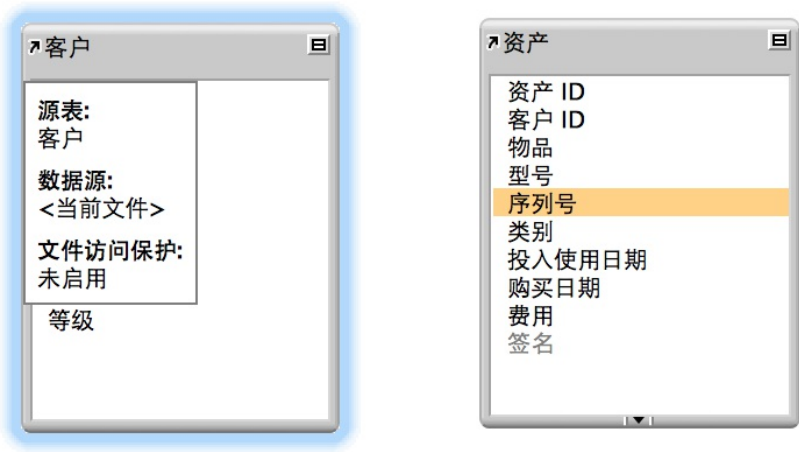 客户
源表:
客户
数据源:
<当前文件>
文件访问保护:
未启用
等级
资产
资产 ID
客户 ID
物品
型号
序列号
类别
投入使用日期
购买日期
费用
签名